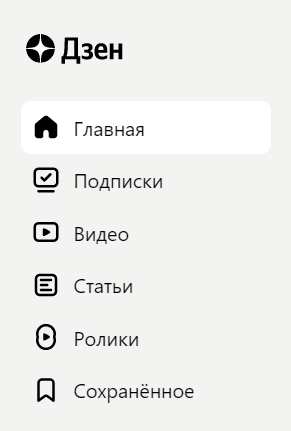 Дзен
Главная
Подписки
Видео
Статьи
Ролики
Сохранённое